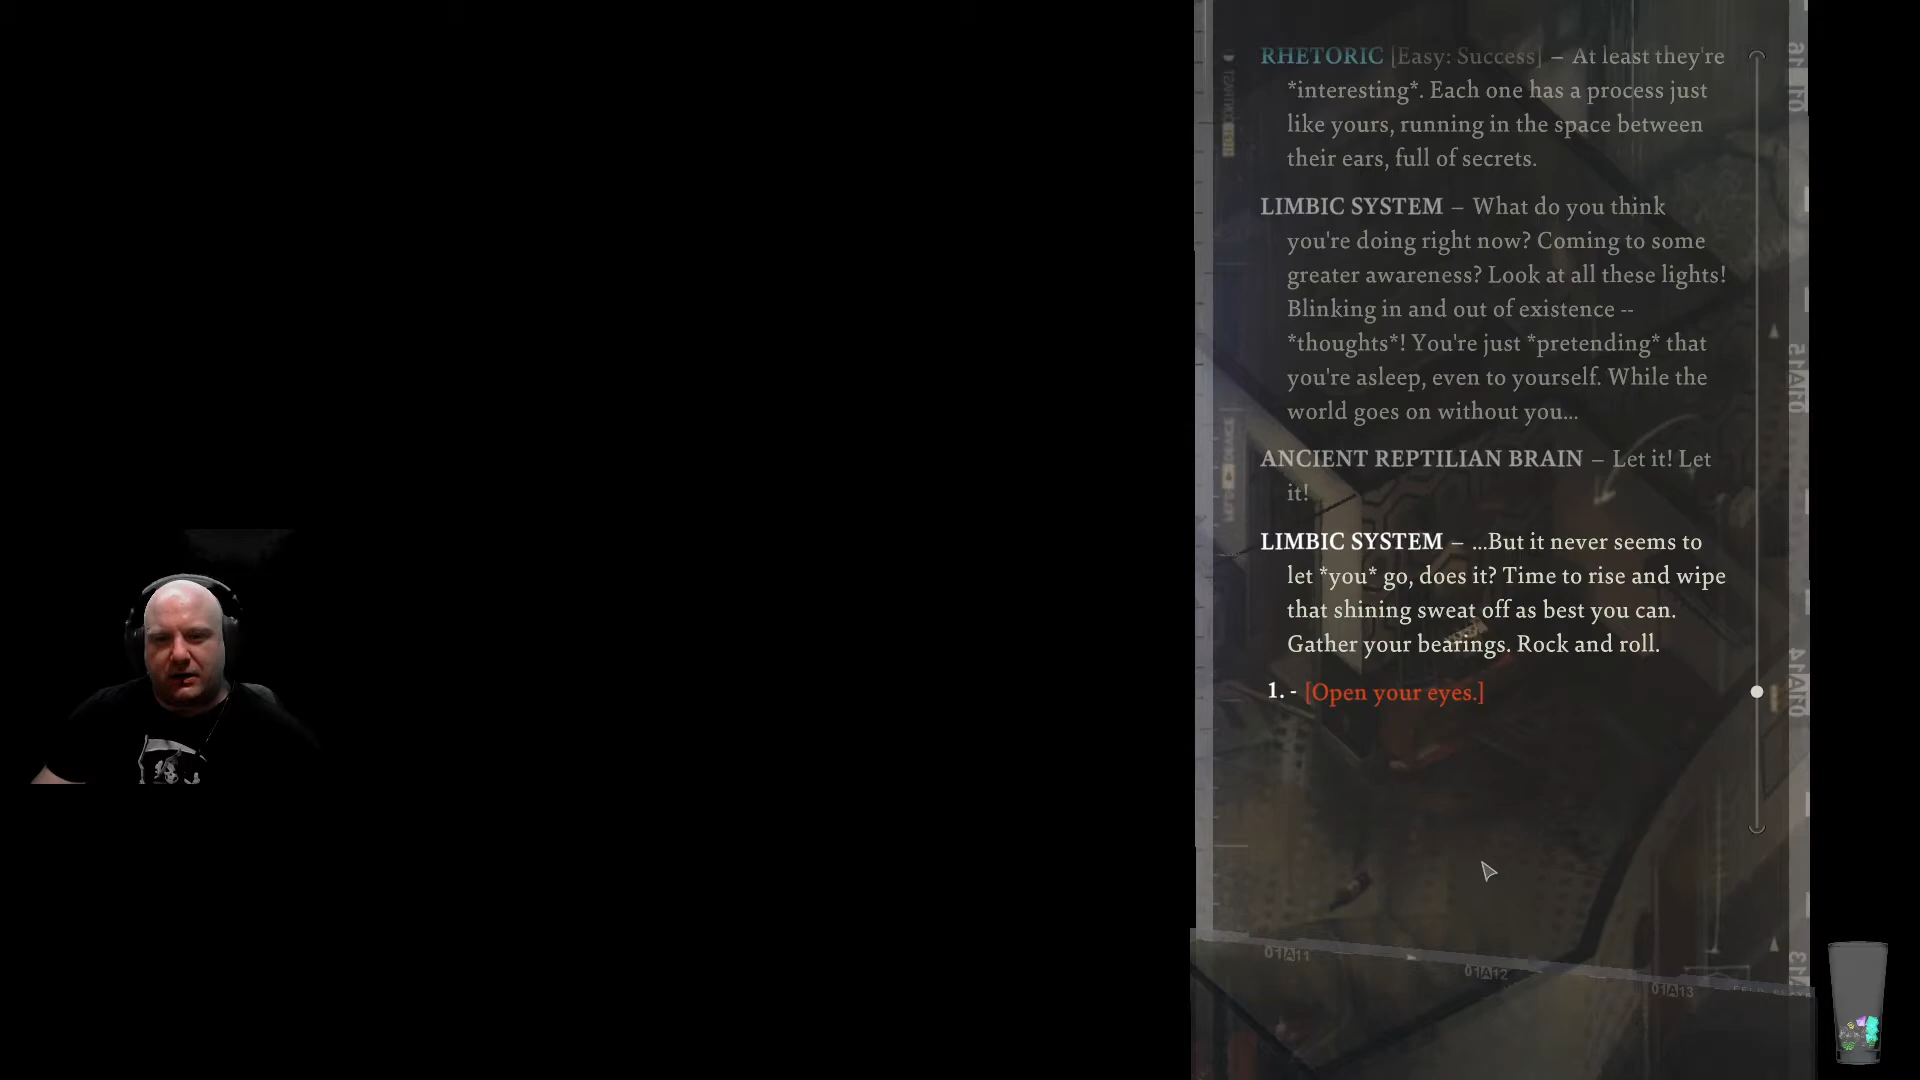 RHETORIC [Easy: Success] – At least they're
*interesting*. Each one has a process just
like yours, running in the space between
their ears, full of secrets.
LIMBIC SYSTEM – What do you think
you're doing right now? Coming to some
greater awareness? Look at all these lights!
Blinking in and out of existence --
*thoughts*! You're just *pretending* that
you're asleep, even to yourself. While the
world goes on without you...
ANCIENT REPTILIAN BRAIN – Let it! Let
it!
LIMBIC SYSTEM – ...But it never seems to
let *you* go, does it? Time to rise and wipe
that shining sweat off as best you can.
Gather your bearings. Rock and roll.
1. - [Open your eyes.]
01A11
01A12
01A13